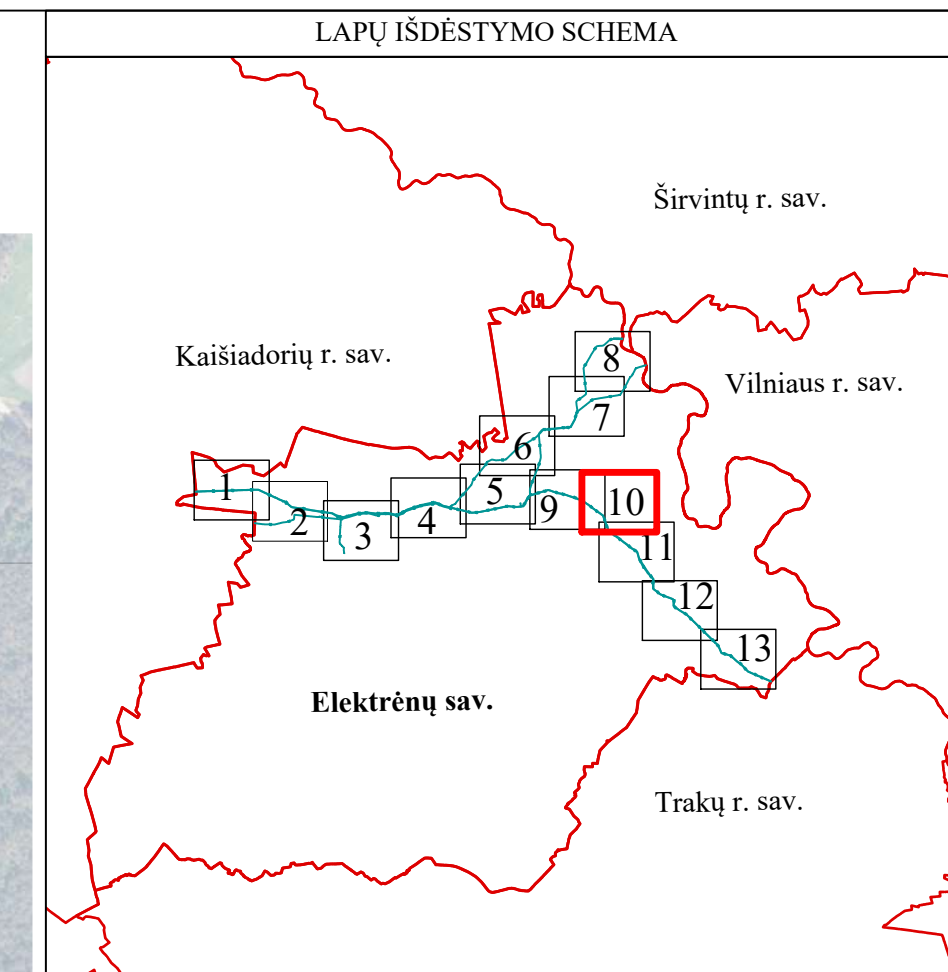 LAPŲ IŠDĖSTYMO SCHEMA
Širvintų r. sav.
Kaišiadorių r. sav.
Vilniaus r. sav.
8
7
6
1
5
2
4
9
10
3
11
12
13
Elektrėnų sav.
Trakų r. sav.